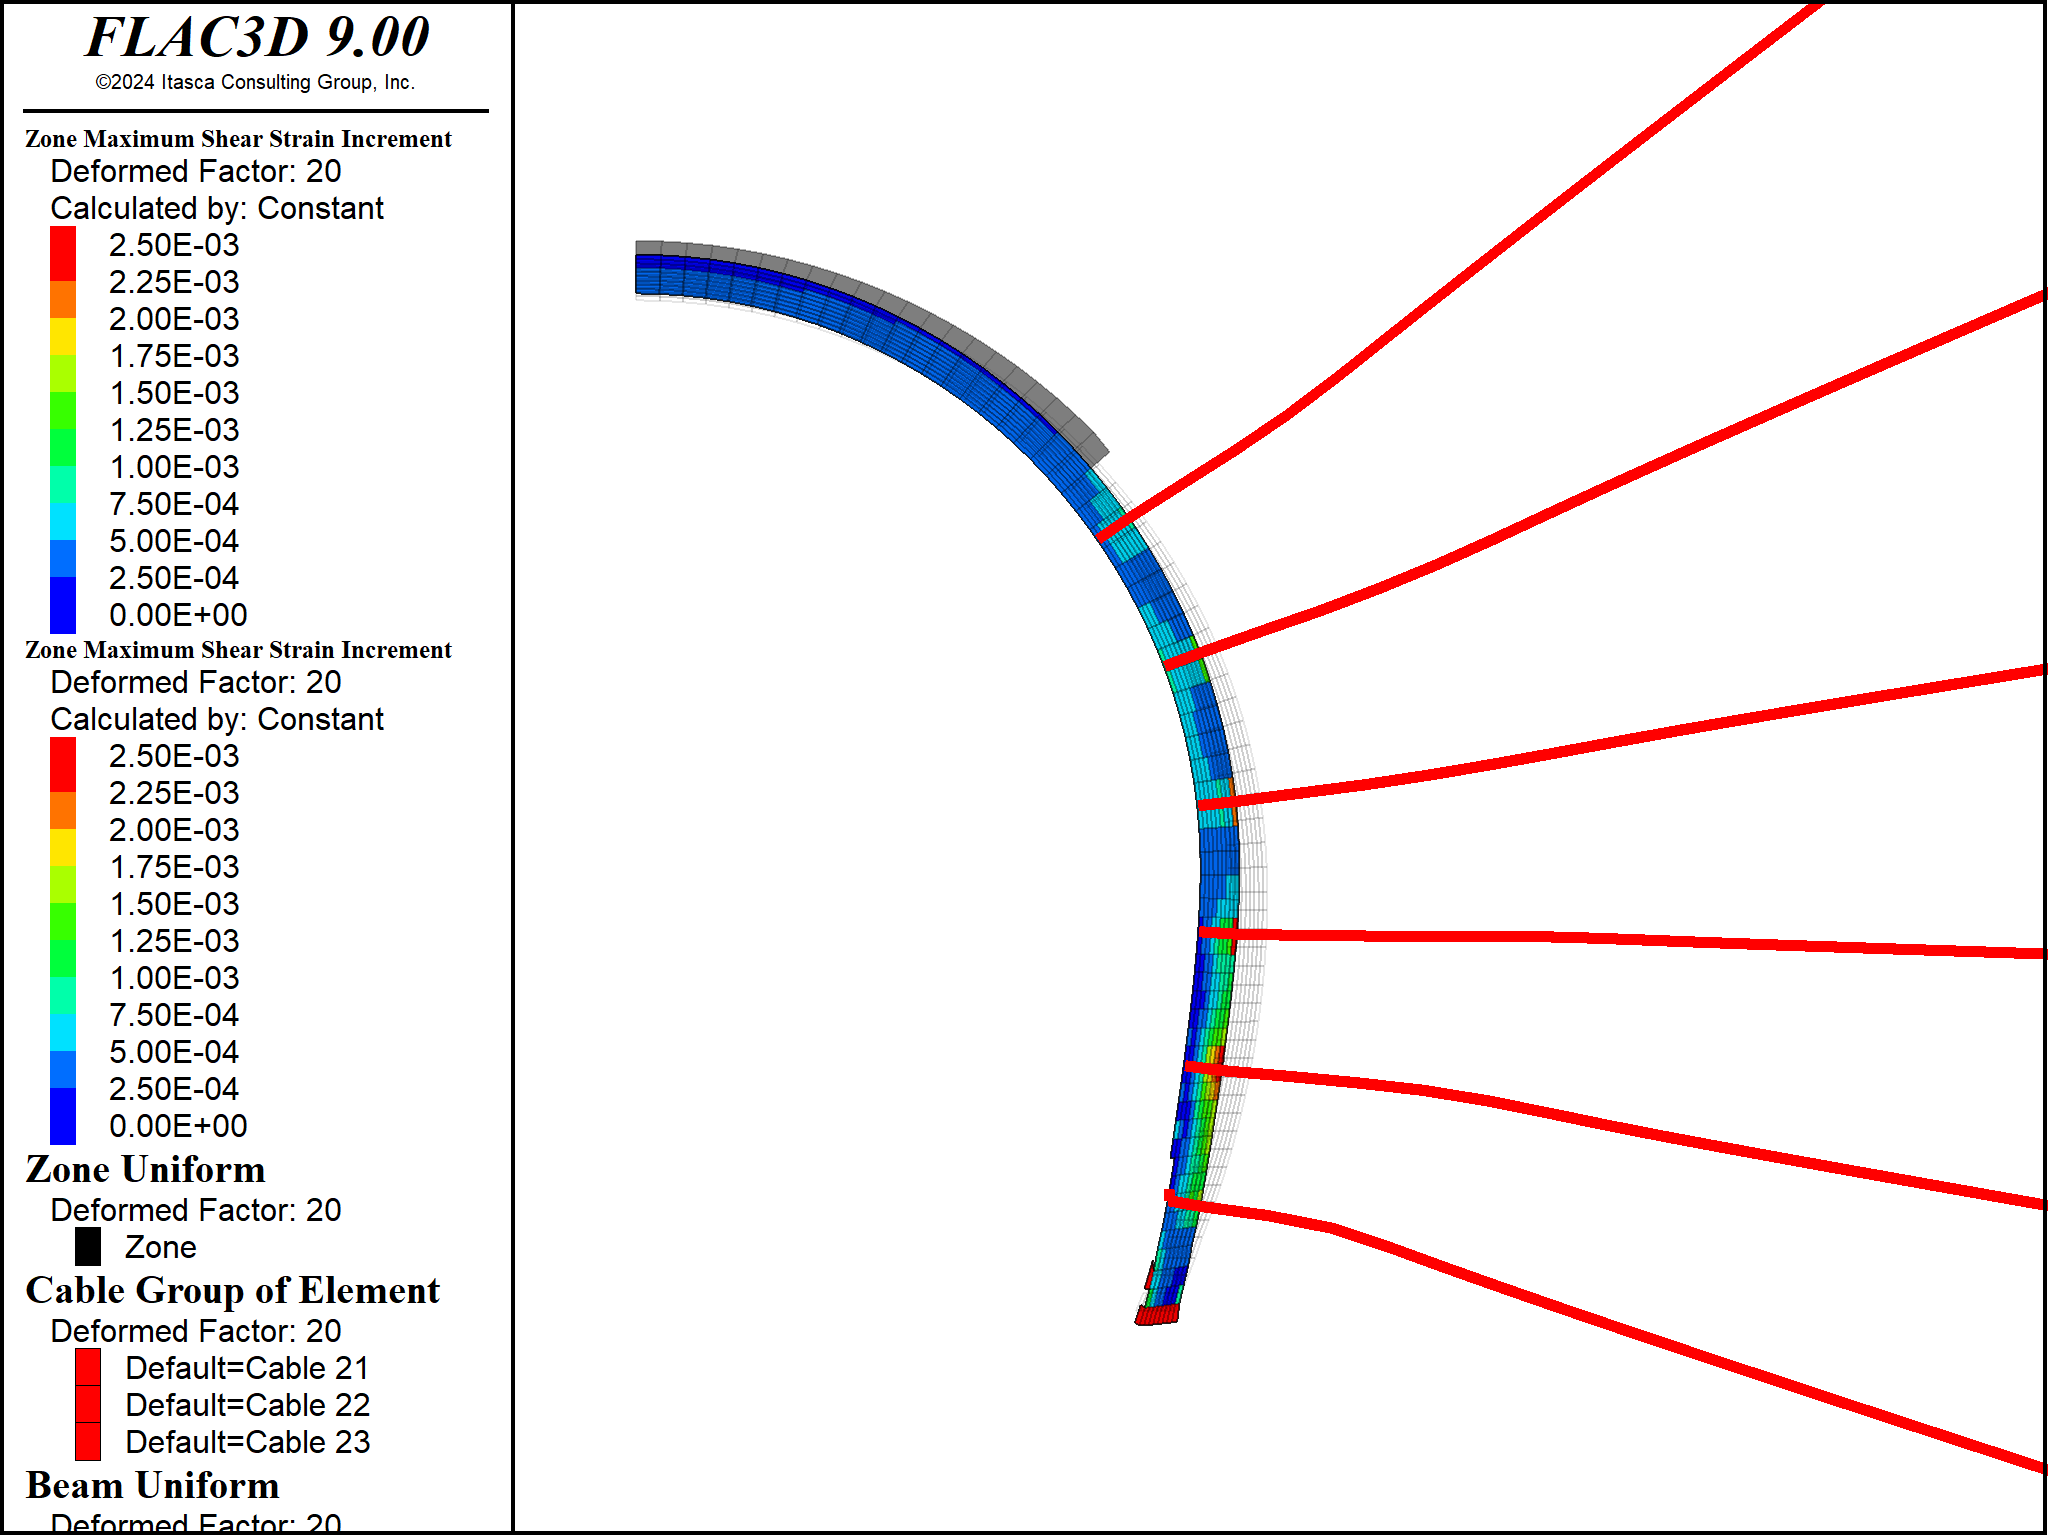 FLAC3D 9.00
©2024 Itasca Consulting Group, Inc.
Zone Maximum Shear Strain Increment
Deformed Factor: 20
Calculated by: Constant
2.50E-03
2.25E-03
2.00E-03
1.75E-03
1.50E-03
1.25E-03
1.00E-03
7.50E-04
5.00E-04
2.50E-04
0.00E+00
Zone Maximum Shear Strain Increment
Deformed Factor: 20
Calculated by: Constant
2.50E-03
2.25E-03
2.00E-03
1.75E-03
1.50E-03
1.25E-03
1.00E-03
7.50E-04
5.00E-04
2.50E-04
0.00E+00
Zone Uniform
Deformed Factor: 20
Zone
Cable Group of Element
Deformed Factor: 20
Default=Cable 21
Default=Cable 22
Default=Cable 23
Beam Uniform
Deformed Factor: 20